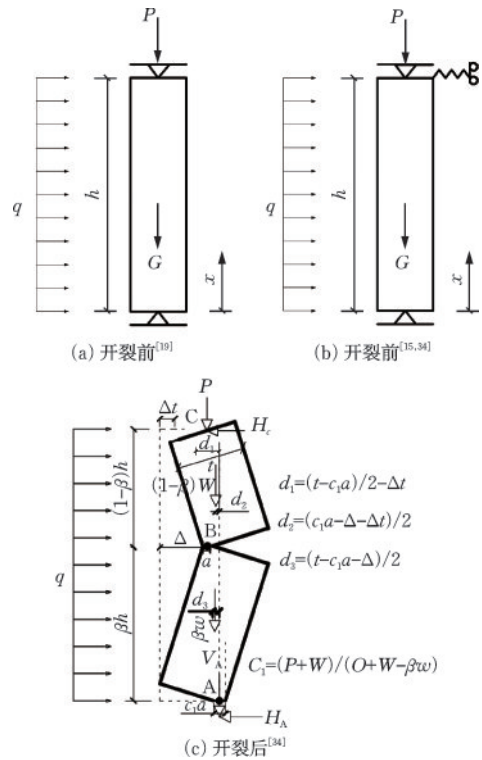 P
P
q
h
G
x
q
h
G
x
(a) 开裂前[19]
(b) 开裂前[15,34]
P
Δt
C
H_c
d_1
t
(1-β)h
(1-β)W
d_2
d_1=(t-c_1a)/2-Δt
d_2=(c_1a-Δ-Δt)/2
d_3=(t-c_1a-Δ)/2
B
Δ
a
q
d_3
βh
βw
V_A
C_1=(P+W)/(O+W-βw)
A
c_1a
H_A
(c) 开裂后[34]